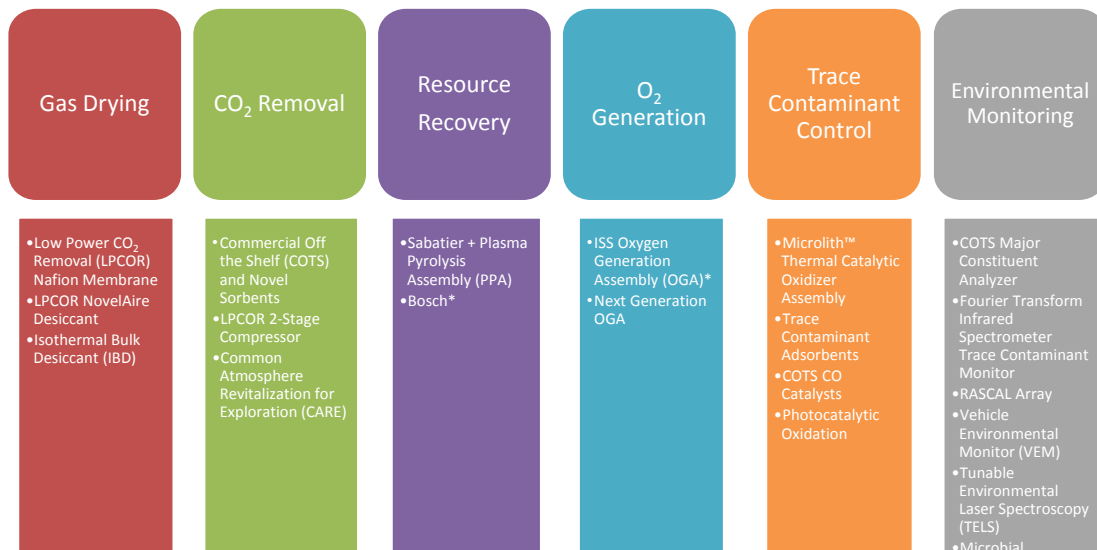 Gas Drying
CO₂ Removal
Resource
Recovery
O₂
Generation
Trace
Contaminant
Control
Environmental
Monitoring
•Low Power CO₂
Removal (LPCOR)
Nafion Membrane
•LPCOR NovelAire
Desiccant
•Isothermal Bulk
Desiccant (IBD)
•Commercial Off
the Shelf (COTS)
and Novel
Sorbents
•LPCOR 2-Stage
Compressor
•Common
Atmosphere
Revitalization for
Exploration (CARE)
•Sabatier + Plasma
Pyrolysis
Assembly (PPA)
•Bosch*
•ISS Oxygen
Generation
Assembly (OGA)*
•Next Generation
OGA
•Microlith™
Thermal Catalytic
Oxidizer
Assembly
•Trace
Contaminant
Adsorbents
•COTS CO
Catalysts
•Photocatalytic
Oxidation
•COTS Major
Constituent
Analyzer
•Fourier Transform
Infrared
Spectrometer
Trace Contaminant
Monitor
•RASCAL Array
•Vehicle
Environmental
Monitor (VEM)
•Tunable
Environmental
Laser Spectroscopy
(TELS)
•Microbial